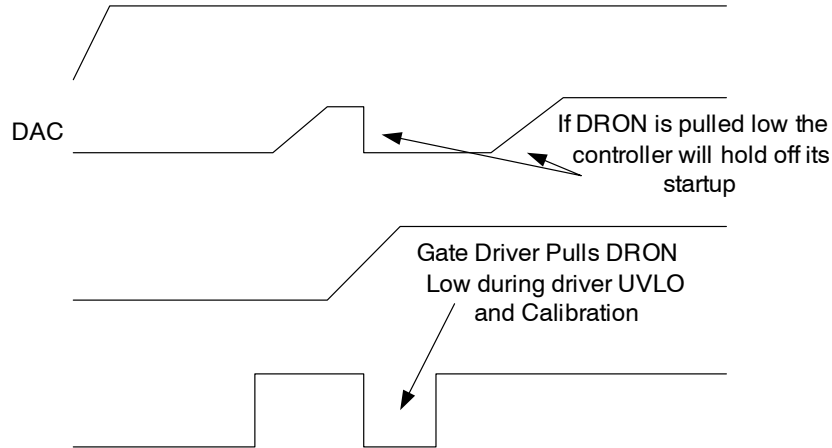 DAC
If DRON is pulled low the
controller will hold off its
startup
Gate Driver Pulls DRON
Low during driver UVLO
and Calibration